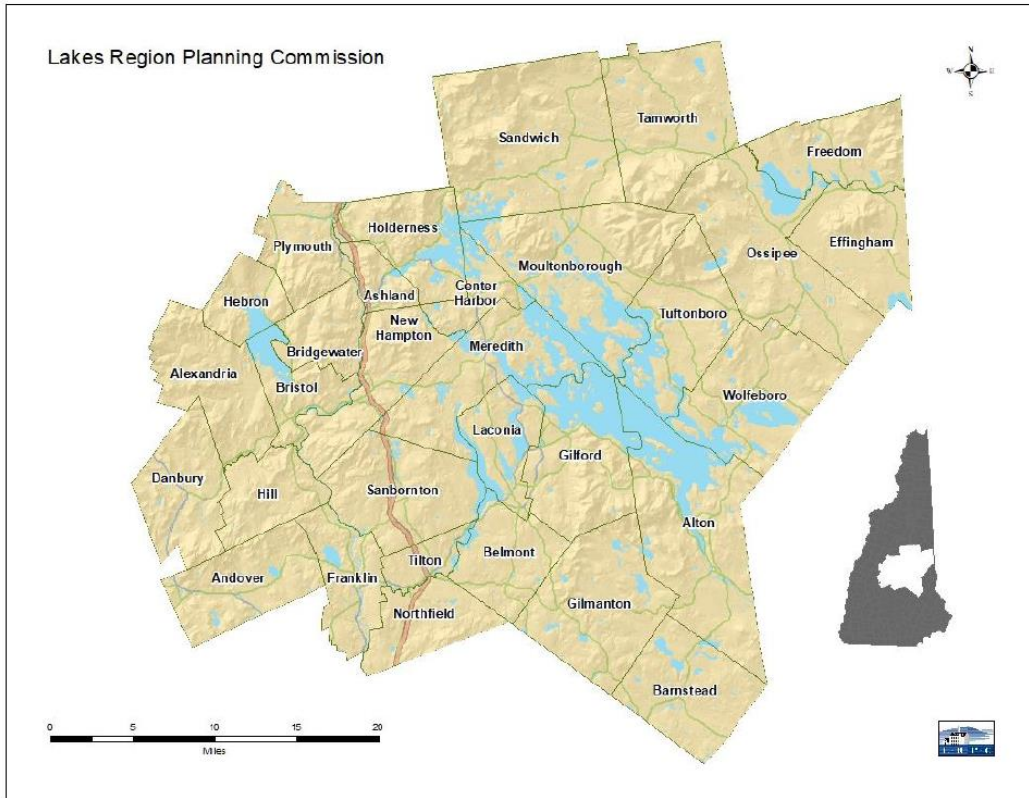 Lakes Region Planning Commission
N
W
E
S
Tamworth
Sandwich
Freedom
Holderness
Plymouth
Effingham
Ossipee
Moultonborough
Center
Harbor
Ashland
Hebron
Tuftonboro
New
Hampton
Meredith
Bridgewater
Alexandria
Bristol
Wolfeboro
Laconia
Gilford
Danbury
Hill
Sanbornton
Alton
Belmont
Tilton
Andover
Franklin
Gilmanton
Northfield
Barnstead
0 5 10 15 20
Miles
L R P C